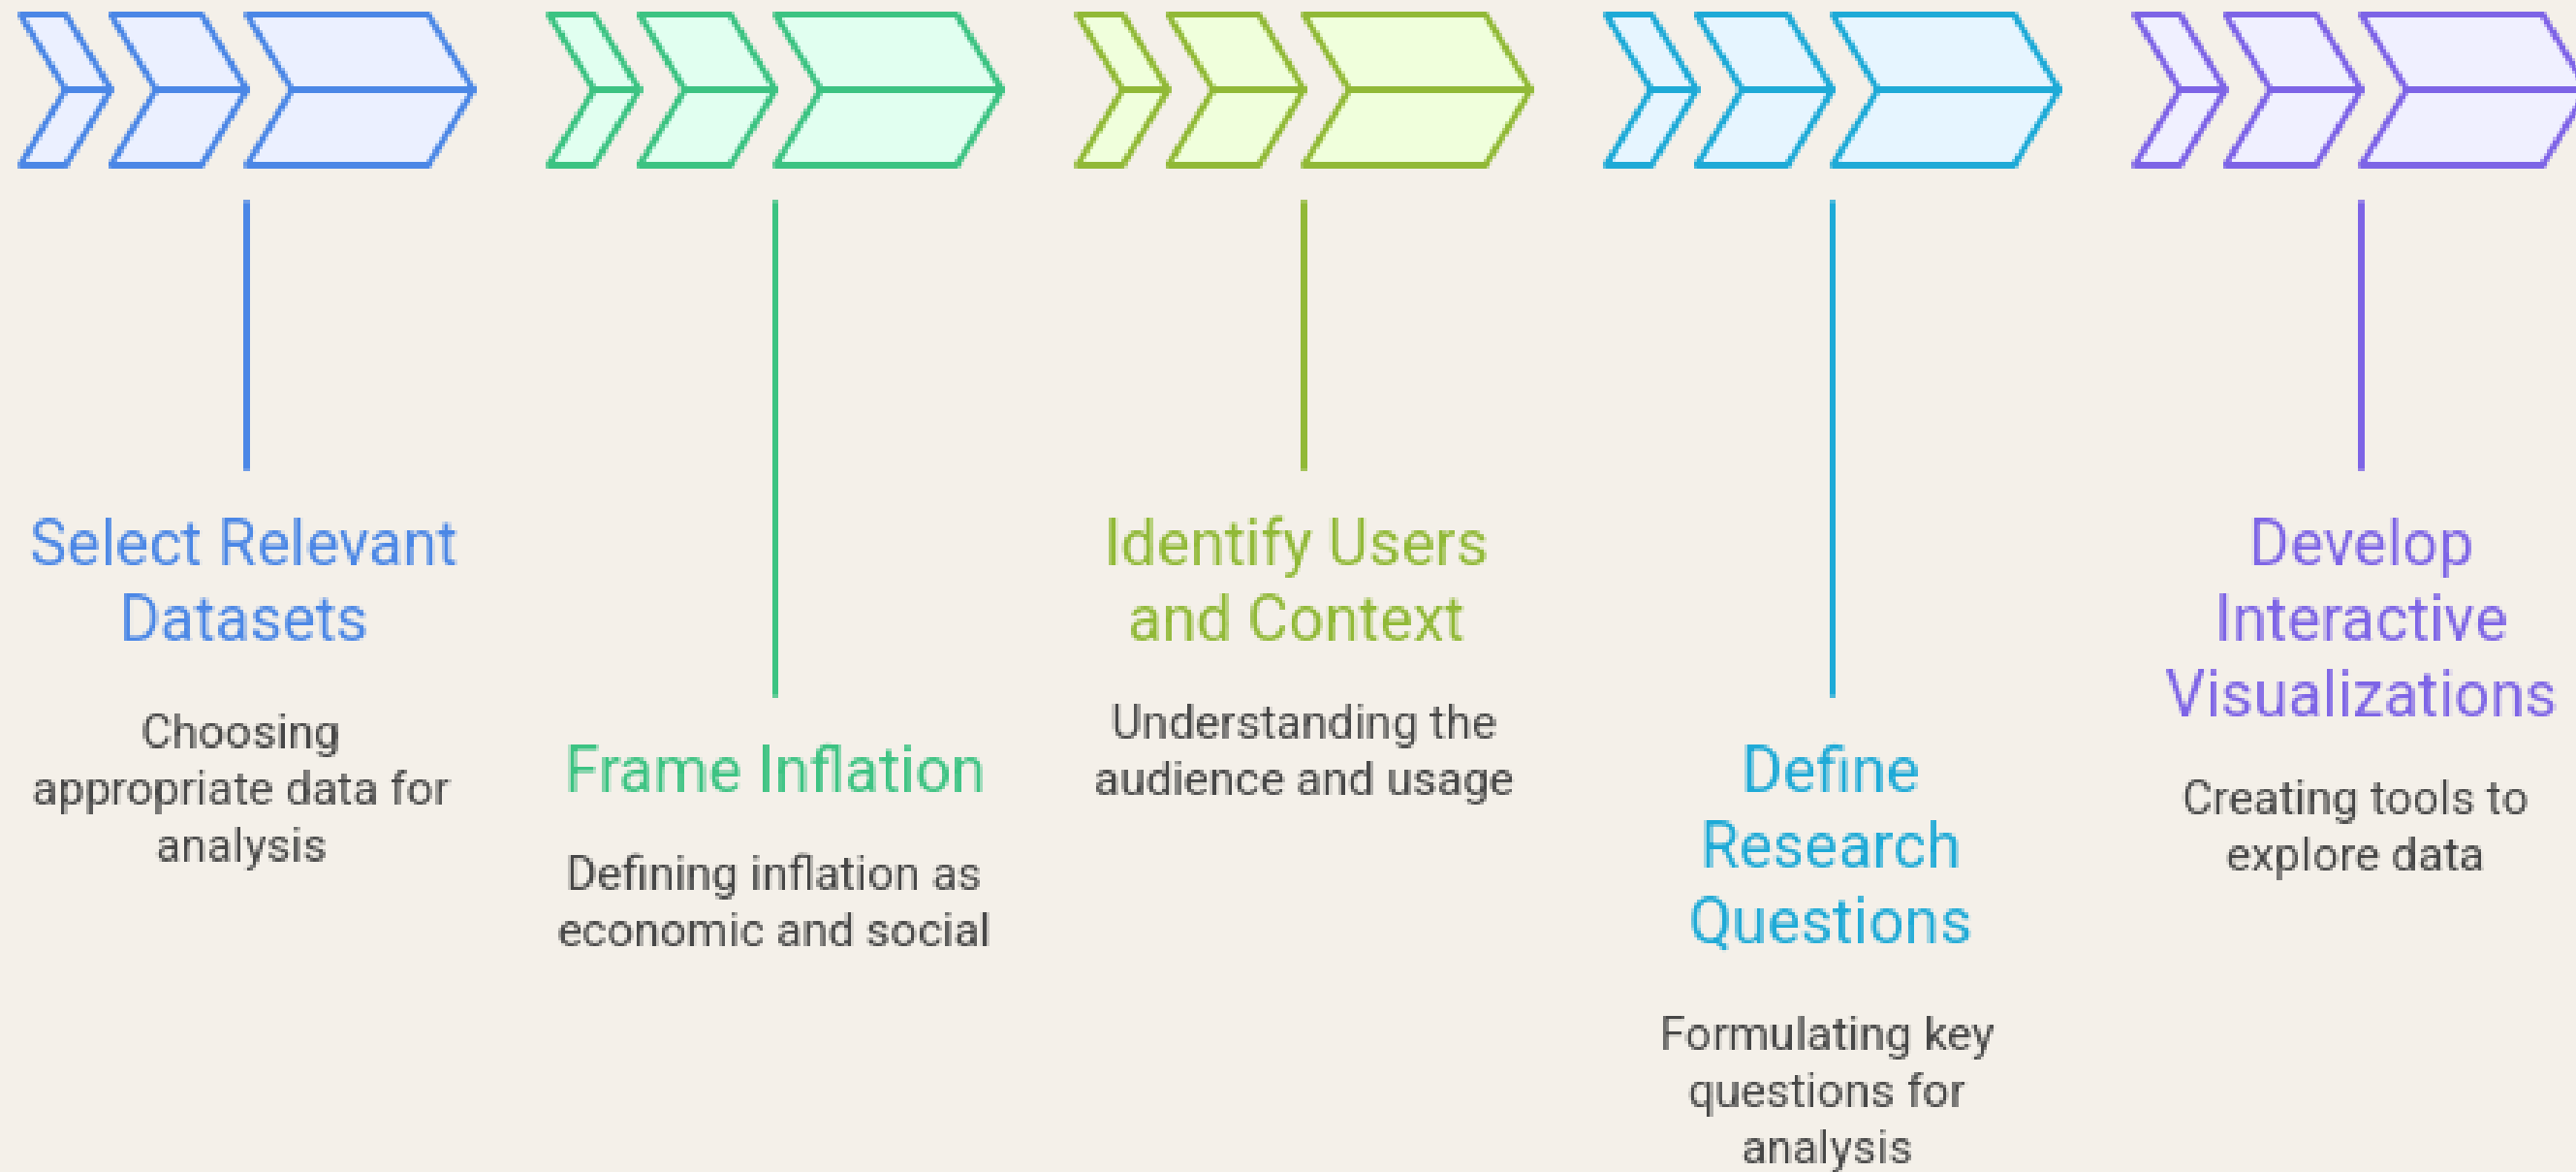 Select Relevant
Datasets
Choosing
appropriate data for
analysis
Frame Inflation
Defining inflation as
economic and social
Identify Users
and Context
Understanding the
audience and usage
Define
Research
Questions
Formulating key
questions for
analysis
Develop
Interactive
Visualizations
Creating tools to
explore data